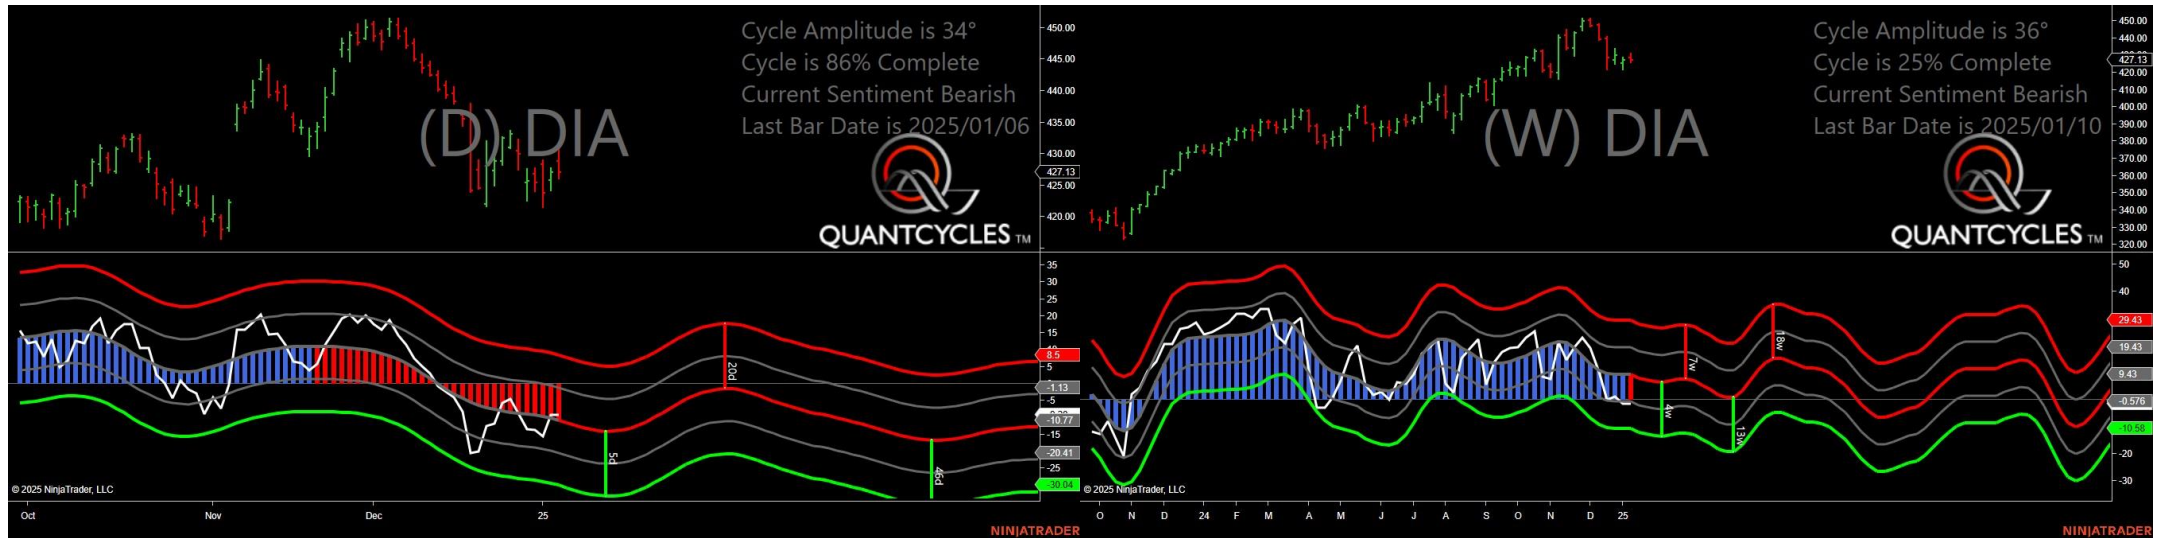 Cycle Amplitude is 34°
Cycle is 86% Complete
Current Sentiment Bearish
Last Bar Date is 2025/01/06
(D) DIA
QUANTCYCLES TM
450.00
445.00
440.00
435.00
430.00
427.13
425.00
420.00
35
30
25
20
15
5
8.5
-1.13
-5
-10.77
-15
-20.41
-25
-30.04
20d
5d
46d
© 2025 NinjaTrader, LLC
Oct
Nov
Dec
25
NINJATRADER
Cycle Amplitude is 36°
Cycle is 25% Complete
Current Sentiment Bearish
Last Bar Date is 2025/01/10
(W) DIA
QUANTCYCLES TM
450.00
440.00
427.13
420.00
410.00
400.00
390.00
380.00
370.00
360.00
350.00
340.00
330.00
320.00
50
40
29.43
19.43
9.43
-0.576
-10.58
-20
-30
7w
18w
4w
13w
© 2025 NinjaTrader, LLC
O N D 24 F M A M J J A S O N D 25
NINJATRADER